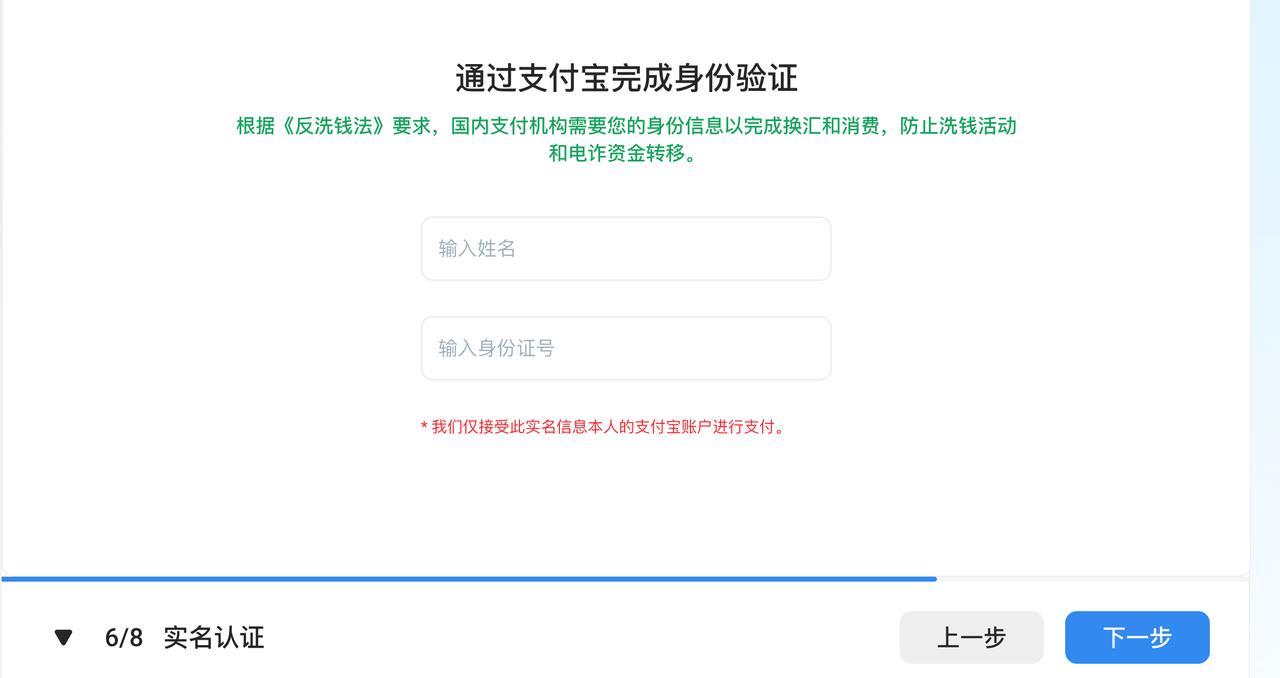 通过支付宝完成身份验证
根据《反洗钱法》要求，国内支付机构需要您的身份信息以完成换汇和消费，防止洗钱活动
和电诈资金转移。
输入姓名
输入身份证号
* 我们仅接受此实名信息本人的支付宝账户进行支付。
6/8 实名认证
上一步
下一步